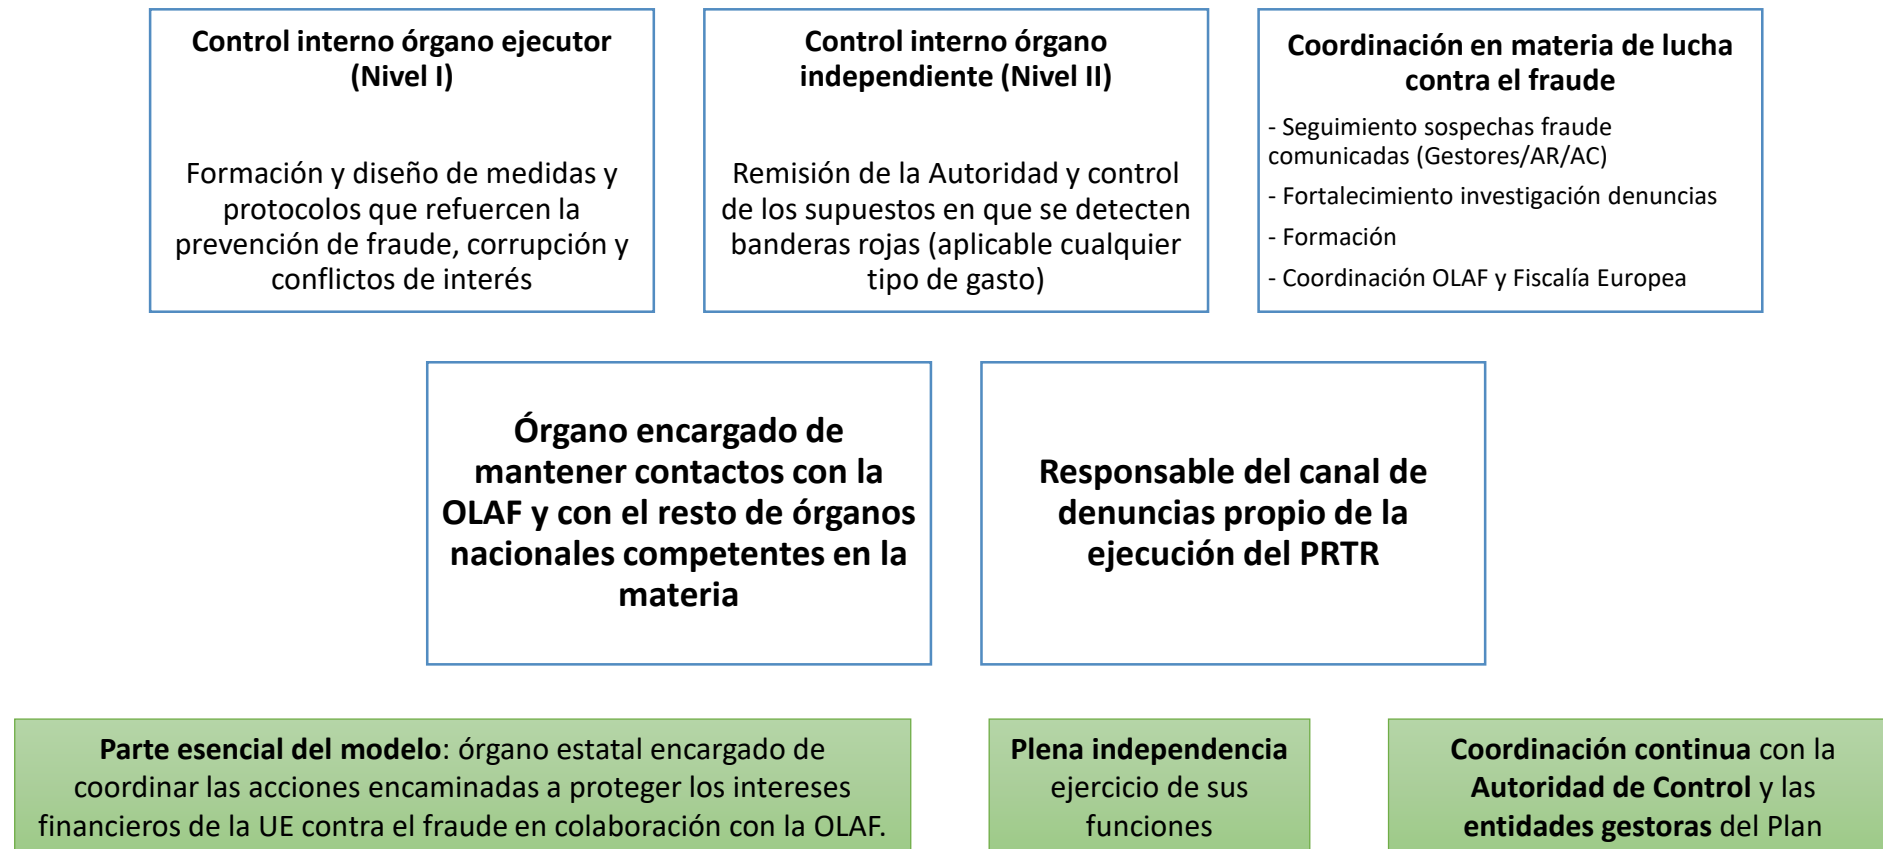 Control interno órgano ejecutor
(Nivel I)
Formación y diseño de medidas y
protocolos que refuercen la
prevención de fraude, corrupción y
conflictos de interés
Control interno órgano
independiente (Nivel II)
Remisión de la Autoridad y control
de los supuestos en que se detecten
banderas rojas (aplicable cualquier
tipo de gasto)
Coordinación en materia de lucha
contra el fraude
- Seguimiento sospechas fraude
comunicadas (Gestores/AR/AC)
- Fortalecimiento investigación denuncias
- Formación
- Coordinación OLAF y Fiscalía Europea
Órgano encargado de
mantener contactos con la
OLAF y con el resto de órganos
nacionales competentes en la
materia
Responsable del canal de
denuncias propio de la
ejecución del PRTR
Parte esencial del modelo: órgano estatal encargado de
coordinar las acciones encaminadas a proteger los intereses
financieros de la UE contra el fraude en colaboración con la OLAF.
Plena independencia
ejercicio de sus
funciones
Coordinación continua con la
Autoridad de Control y las
entidades gestoras del Plan